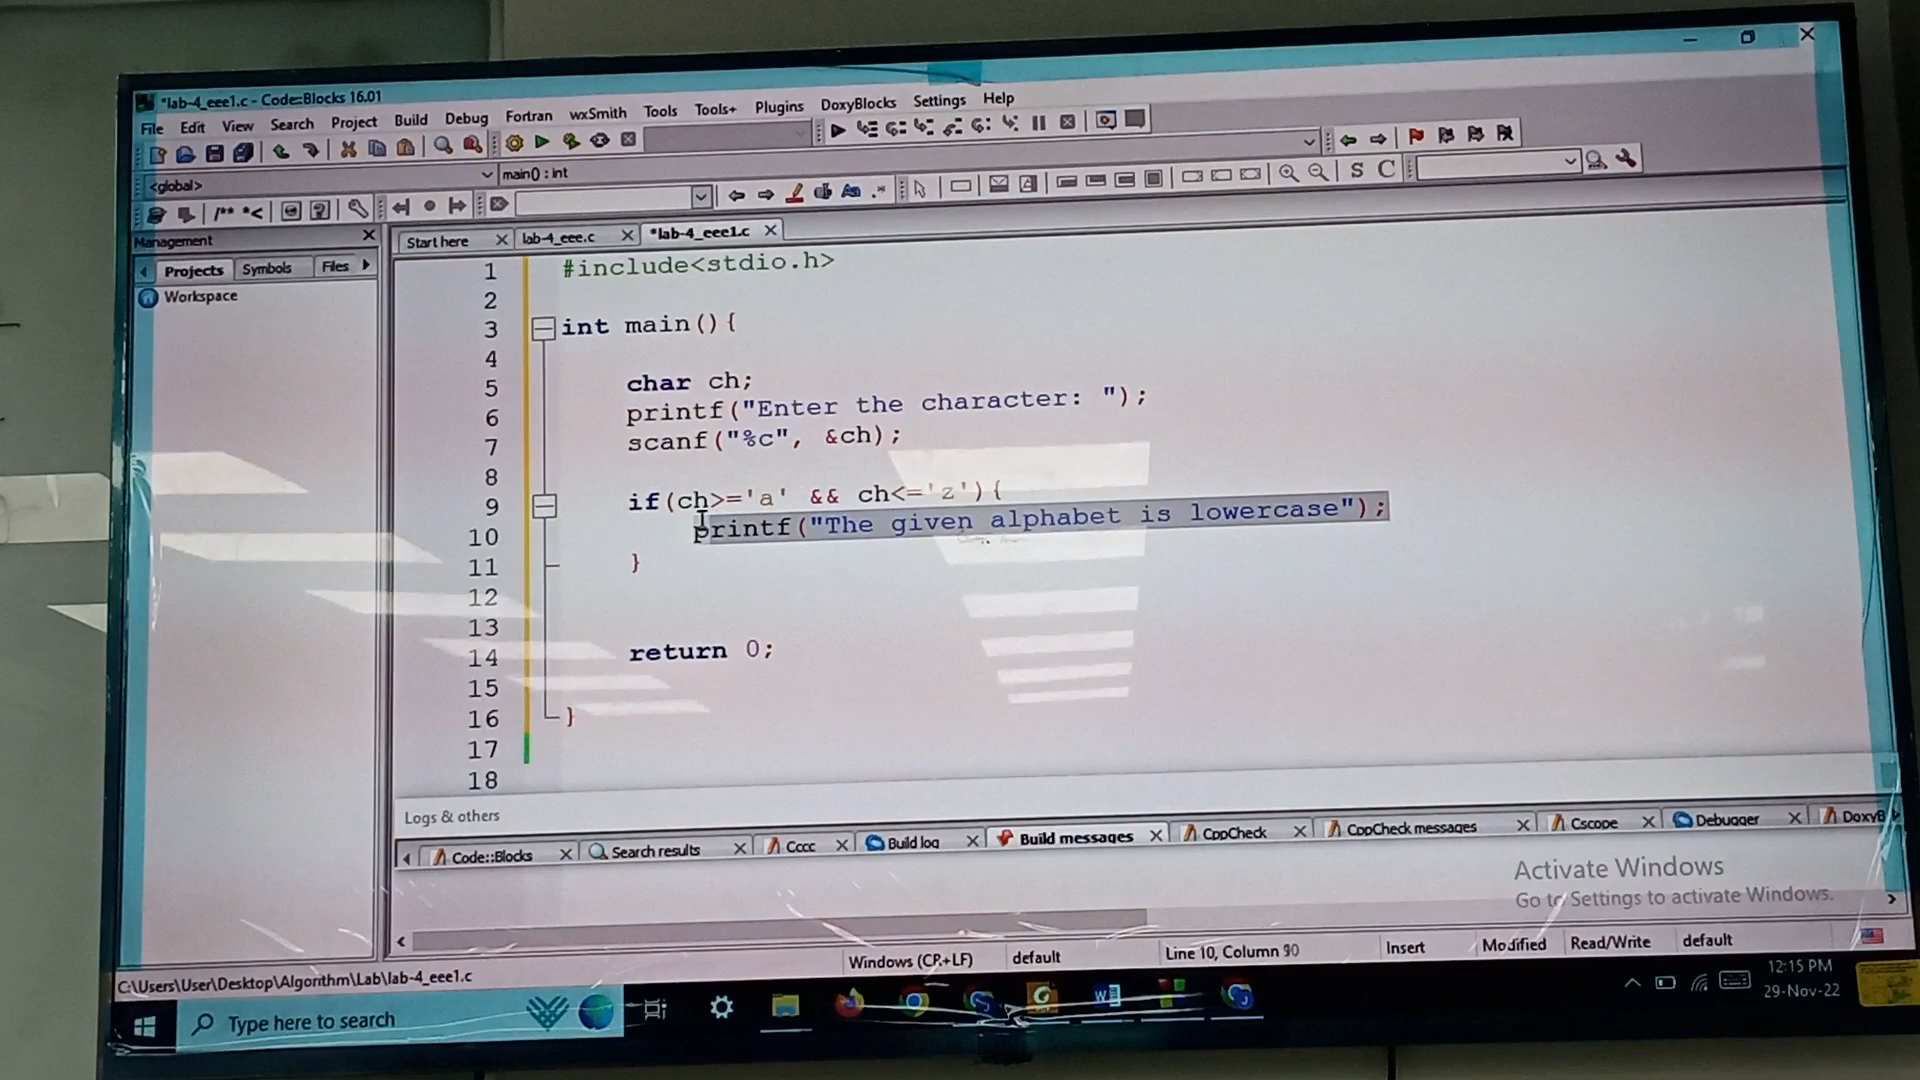 *lab-4_eee1.c - Code::Blocks 16.01
File Edit View Search Project Build Debug Fortran wxSmith Tools Tools+ Plugins DoxyBlocks Settings Help
<global>
main() : int
S C
/** *<
Management
Projects Symbols Files
Workspace
Start here lab-4_eee.c *lab-4_eee1.c
1 #include<stdio.h>
2
3 int main(){
4
5 char ch;
6 printf("Enter the character: ");
7 scanf("%c", &ch);
8
9 if(ch>='a' && ch<='z'){
10 printf("The given alphabet is lowercase");
11 }
12
13
14 return 0;
15
16 }
17
18
Logs & others
Code::Blocks Search results Cccc Build log Build messages CppCheck CppCheck messages Cscope Debugger DoxyB
Activate Windows
Go to Settings to activate Windows.
C:\Users\User\Desktop\Algorithm\Lab\lab-4_eee1.c Windows (CR+LF) default Line 10, Column 90 Insert Modified Read/Write default
Type here to search
12:15 PM
29-Nov-22